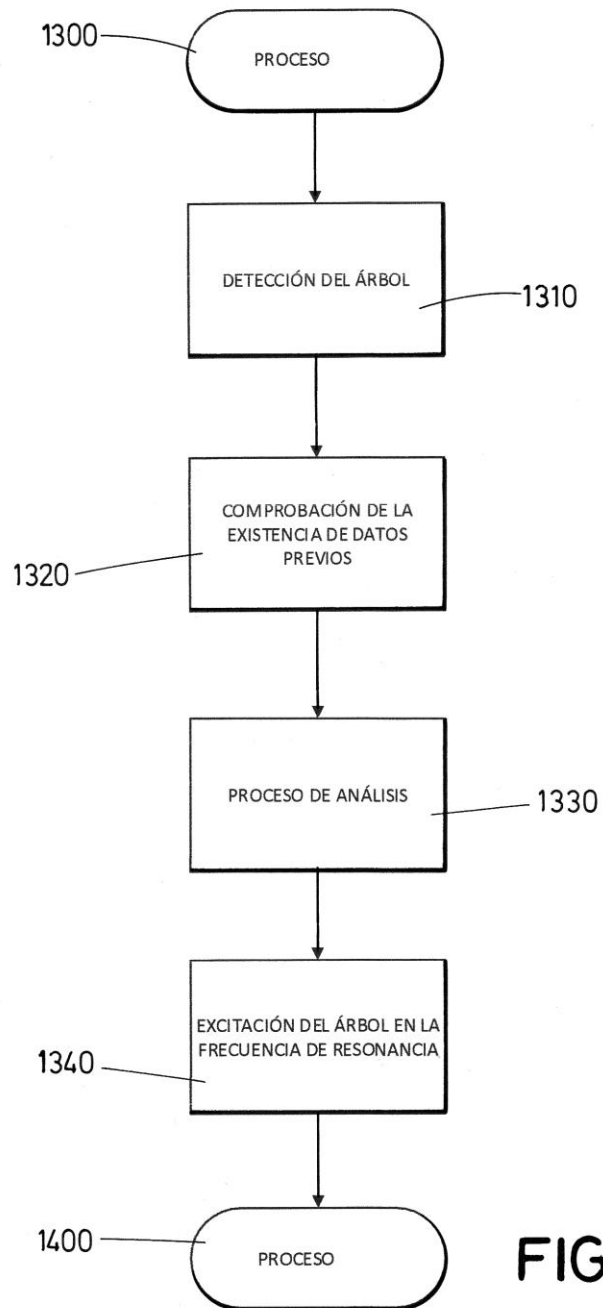 1300
PROCESO
DETECCIÓN DEL ÁRBOL
1310
COMPROBACIÓN DE LA
EXISTENCIA DE DATOS
PREVIOS
1320
PROCESO DE ANÁLISIS
1330
EXCITACIÓN DEL ÁRBOL EN LA
FRECUENCIA DE RESONANCIA
1340
1400
PROCESO
FIG